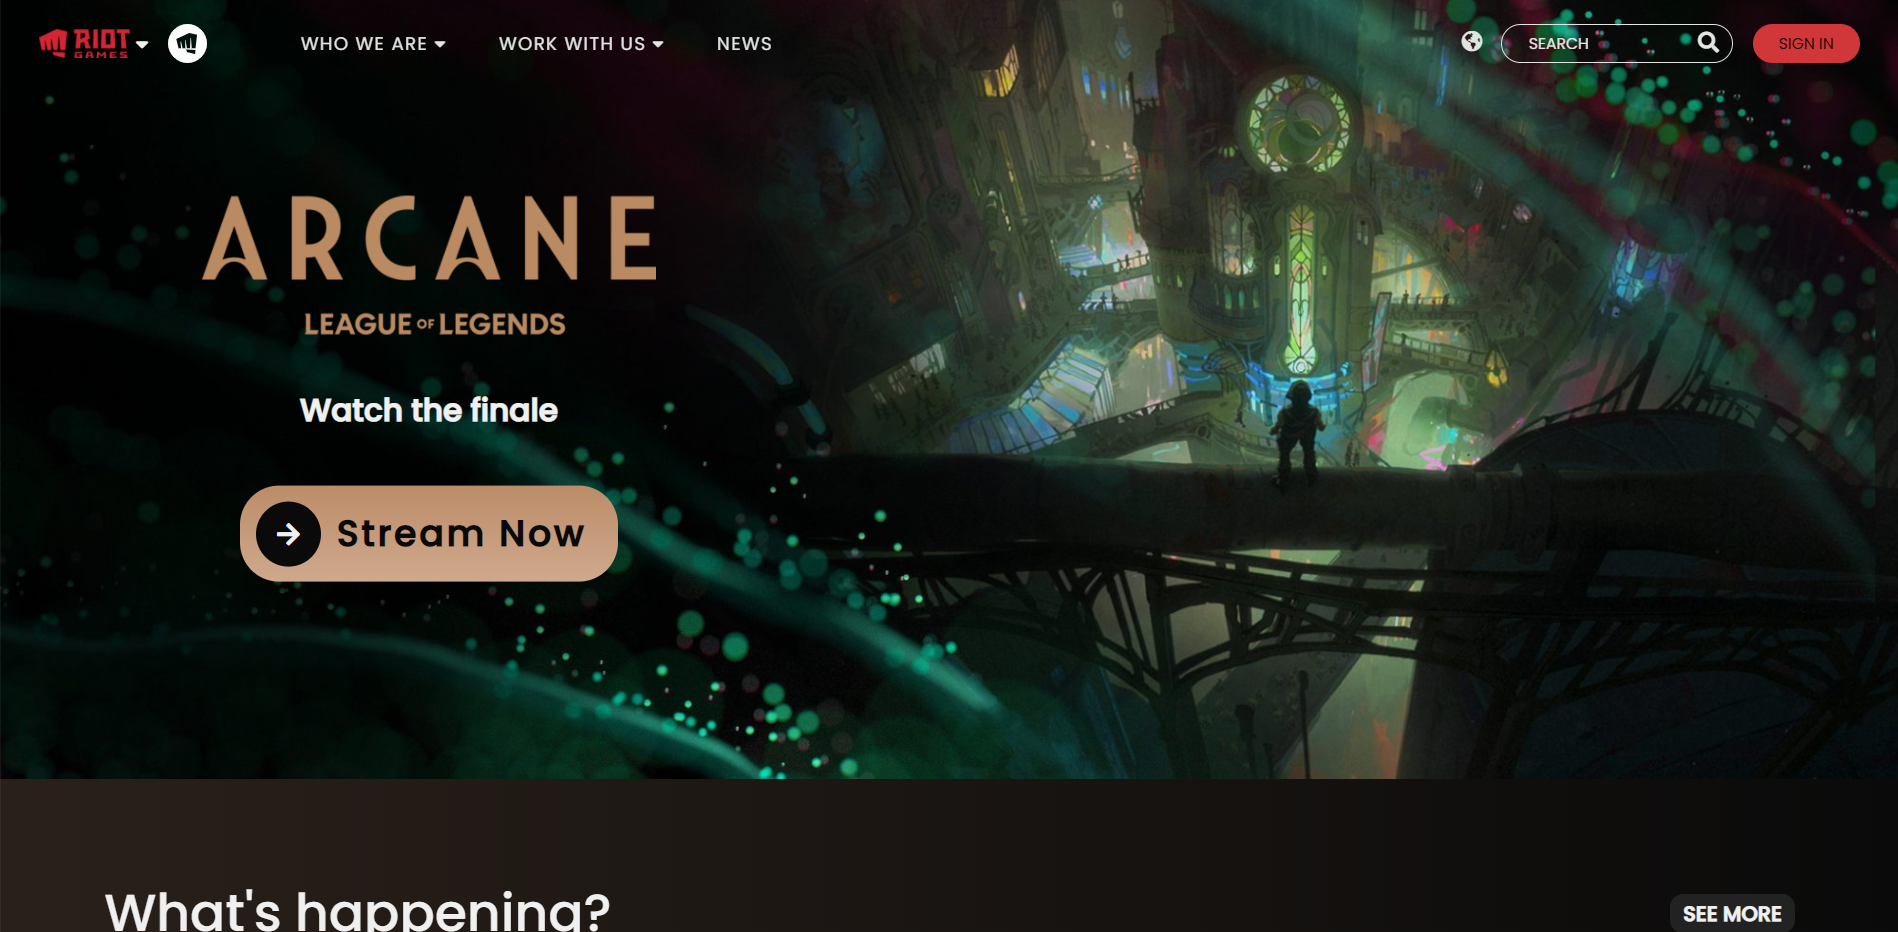 RIOT GAMES
WHO WE ARE
WORK WITH US
NEWS
SEARCH
SIGN IN
ARCANE
LEAGUE OF LEGENDS
Watch the finale
Stream Now
What's happening?
SEE MORE